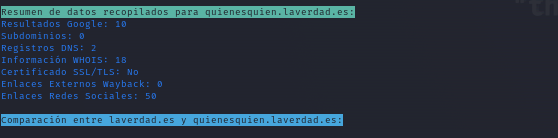 Resumen de datos recopilados para quienesquien.laverdad.es:
Resultados Google: 10
Subdominios: 0
Registros DNS: 2
Información WHOIS: 18
Certificado SSL/TLS: No
Enlaces Externos Wayback: 0
Enlaces Redes Sociales: 50
Comparación entre laverdad.es y quienesquien.laverdad.es: